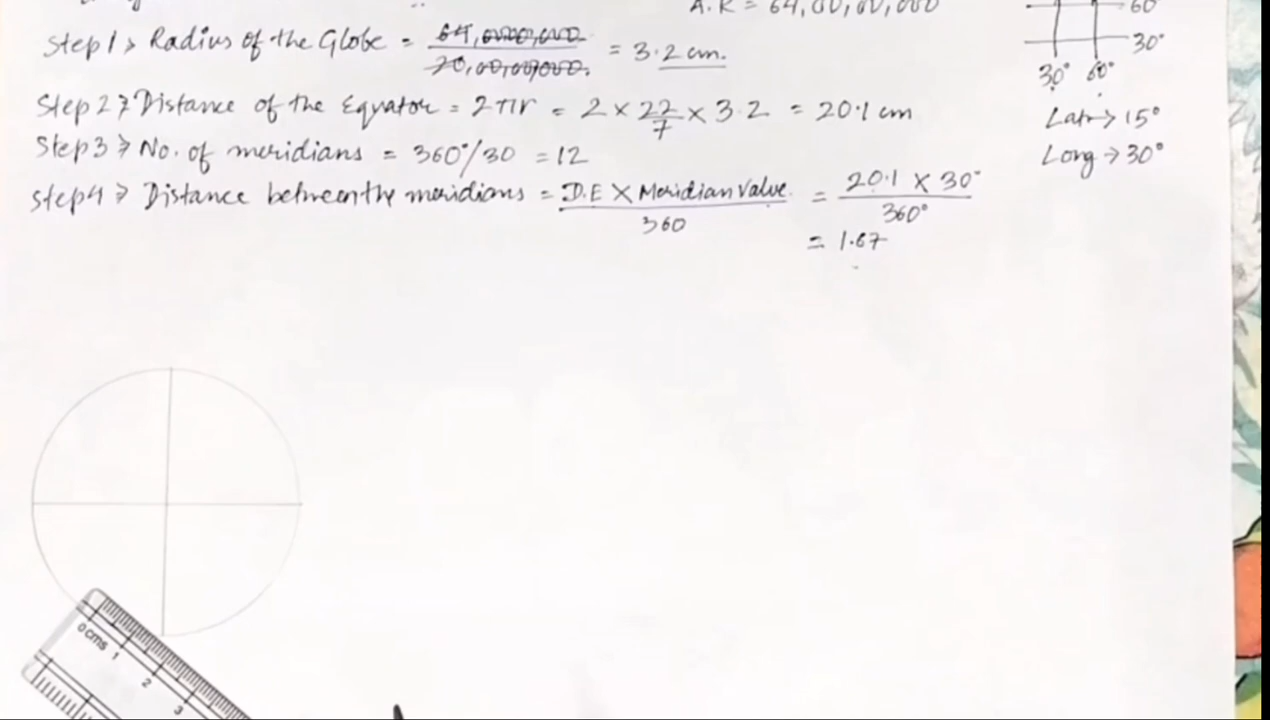 A.R = 64,00,00,000
Step 1 > Radius of the Globe = 64,0000,000. / 20,00,00,000. = 3.2 cm.
Step 2 > Distance of the Equator = 2πr = 2 × 22/7 × 3.2 = 20.1 cm
Step 3 > No. of meridians = 360°/30 = 12
Step 4 > Distance between the meridians = D.E × Meridian Value. / 360 = 20.1 × 30° / 360°
= 1.67
60°
30°
30° 60°
Lati → 15°
Long → 30°
0 cms 1 2 3